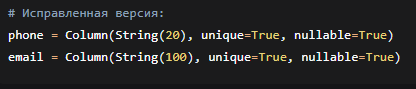 # Исправленная версия:
phone = Column(String(20), unique=True, nullable=True)
email = Column(String(100), unique=True, nullable=True)